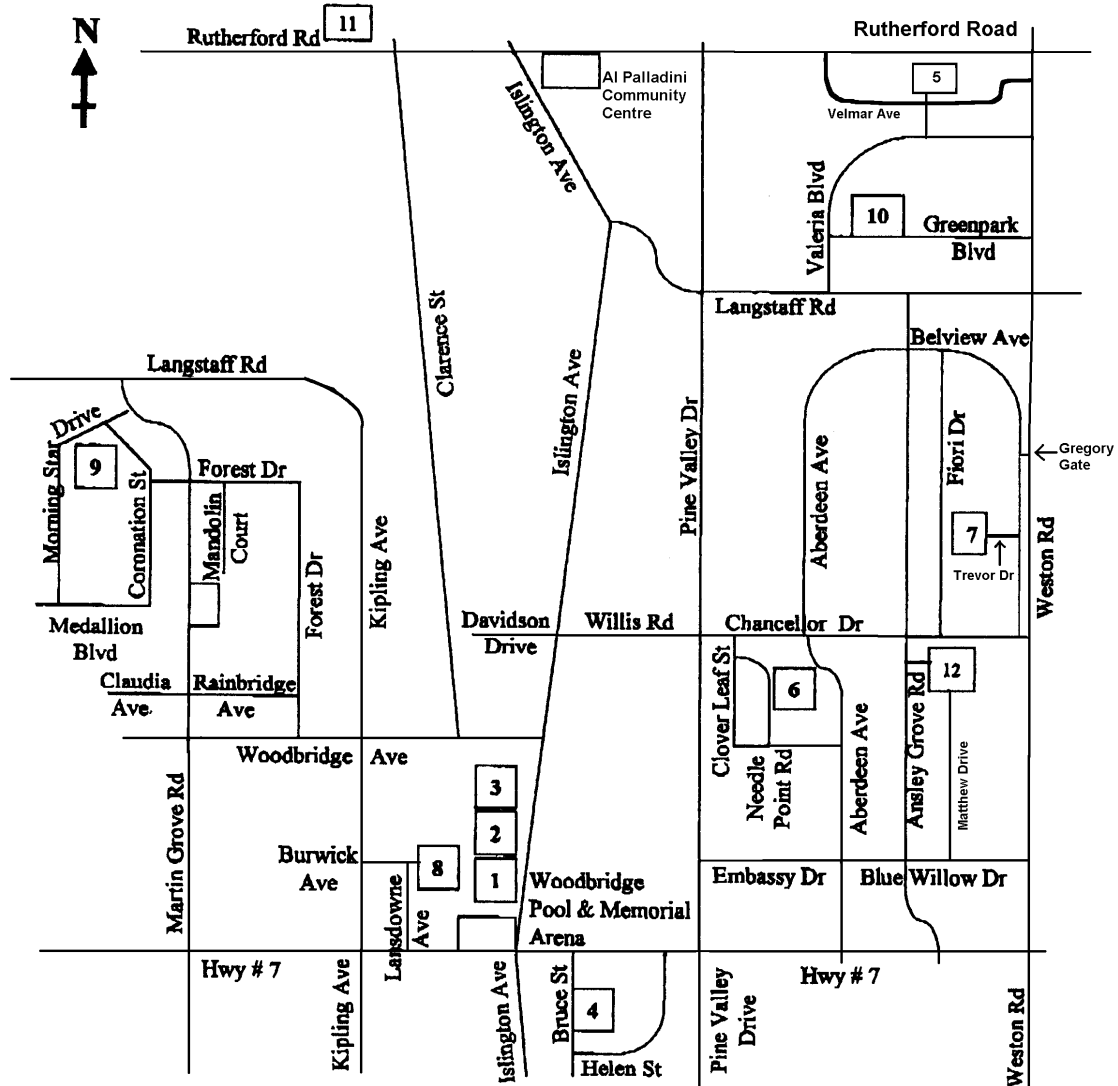 N
Rutherford Rd
11
Rutherford Road
Al Palladini
Community
Centre
5
Velmar Ave
Islington Ave
Valeria Blvd
10
Greenpark
Blvd
Langstaff Rd
Clarence St
Belview Ave
Langstaff Rd
Islington Ave
Pine Valley Dr
Aberdeen Ave
Fiori Dr
Gregory
Gate
Morning Star
Drive
9
Coronation St
Forest Dr
Mandolin
Court
Forest Dr
Kipling Ave
7
Trevor Dr
Weston Rd
Medallion
Blvd
Davidson
Drive
Willis Rd
Chancellor Dr
Claudia
Ave.
Rainbridge
Ave
Clover Leaf St
6
Ansley Grove Rd
12
Woodbridge Ave
Needle
Point Rd
Aberdeen Ave
Matthew Drive
Martin Grove Rd
3
2
1
Burwick
Ave
8
Lansdowne
Ave
Woodbridge
Pool & Memorial
Arena
Embassy Dr
Blue Willow Dr
Hwy # 7
Hwy # 7
Kipling Ave
Islington Ave
Bruce St
4
Helen St
Pine Valley
Drive
Weston Rd